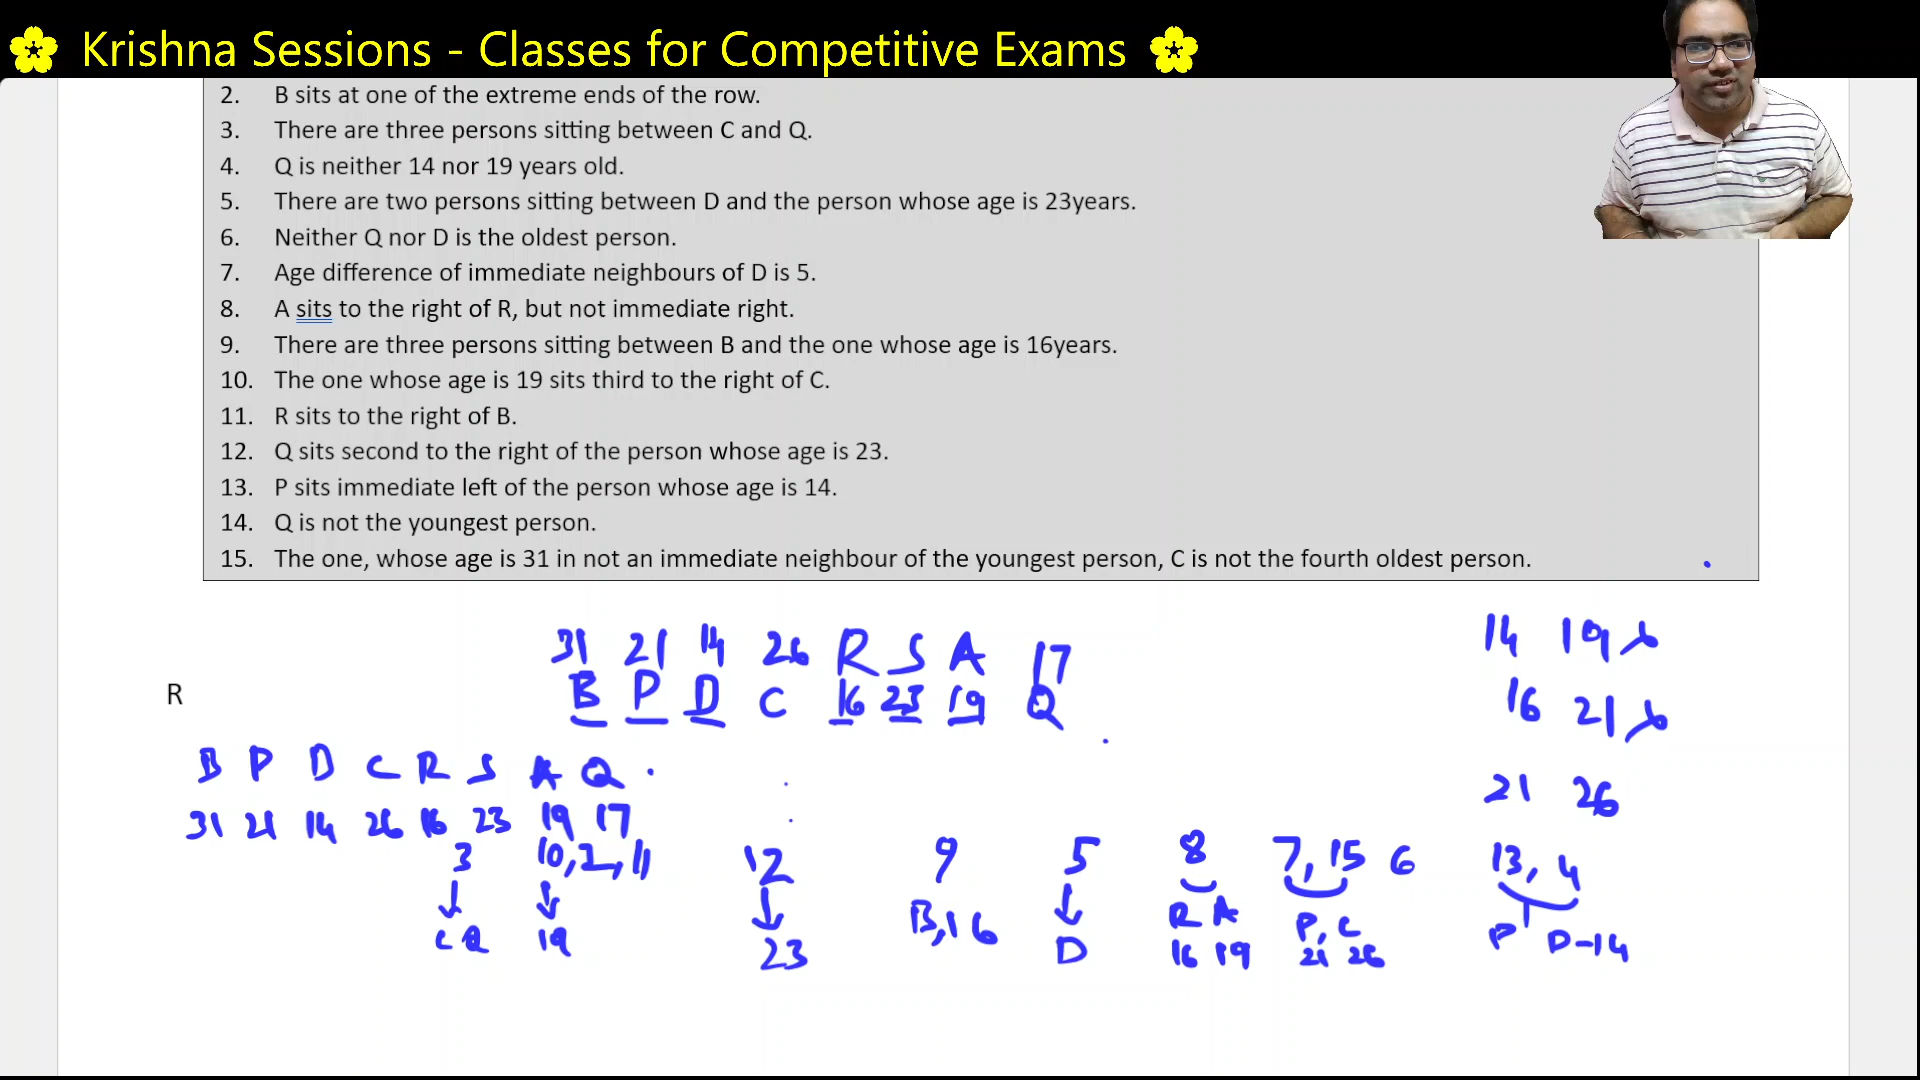 Krishna Sessions - Classes for Competitive Exams
2. B sits at one of the extreme ends of the row.
3. There are three persons sitting between C and Q.
4. Q is neither 14 nor 19 years old.
5. There are two persons sitting between D and the person whose age is 23years.
6. Neither Q nor D is the oldest person.
7. Age difference of immediate neighbours of D is 5.
8. A sits to the right of R, but not immediate right.
9. There are three persons sitting between B and the one whose age is 16years.
10. The one whose age is 19 sits third to the right of C.
11. R sits to the right of B.
12. Q sits second to the right of the person whose age is 23.
13. P sits immediate left of the person whose age is 14.
14. Q is not the youngest person.
15. The one, whose age is 31 in not an immediate neighbour of the youngest person, C is not the fourth oldest person.
31 21 14 26 R S A 17
B P D C 16 23 19 Q
R
14 19
16 21
21 26
B P D C R S A Q
31 21 14 26 16 23 19 17
3 10,2,11 12 9 5 8 7,15 6 13,4
C Q 19 23 B,16 D R A P,C P D-14
16 19 21 26